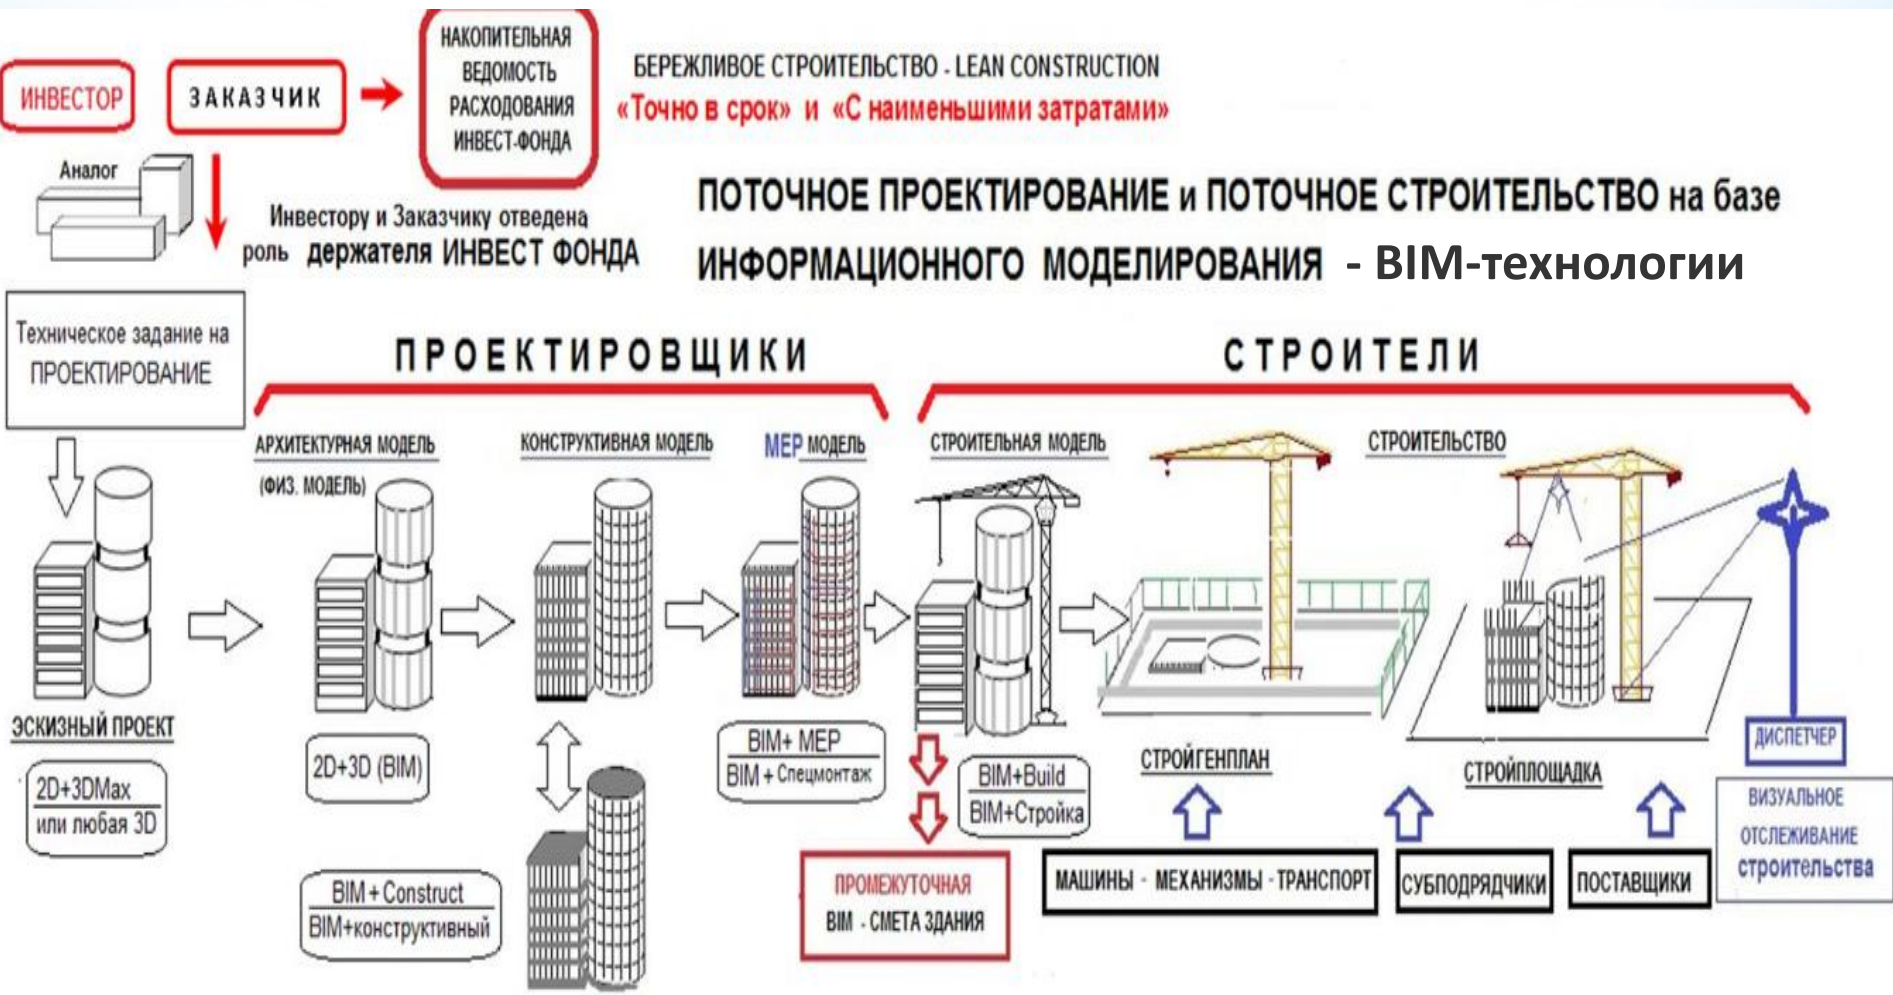 ИНВЕСТОР
ЗАКАЗЧИК
НАКОПИТЕЛЬНАЯ
ВЕДОМОСТЬ
РАСХОДОВАНИЯ
ИНВЕСТ-ФОНДА
БЕРЕЖЛИВОЕ СТРОИТЕЛЬСТВО - LEAN CONSTRUCTION
«Точно в срок» и «С наименьшими затратами»
Аналог
Инвестору и Заказчику отведена
роль держателя ИНВЕСТ ФОНДА
ПОТОЧНОЕ ПРОЕКТИРОВАНИЕ и ПОТОЧНОЕ СТРОИТЕЛЬСТВО на базе
ИНФОРМАЦИОННОГО МОДЕЛИРОВАНИЯ - BIM-технологии
Техническое задание на
ПРОЕКТИРОВАНИЕ
ПРОЕКТИРОВЩИКИ
СТРОИТЕЛИ
АРХИТЕКТУРНАЯ МОДЕЛЬ
(ФИЗ. МОДЕЛЬ)
КОНСТРУКТИВНАЯ МОДЕЛЬ
МЕР МОДЕЛЬ
СТРОИТЕЛЬНАЯ МОДЕЛЬ
СТРОИТЕЛЬСТВО
ЭСКИЗНЫЙ ПРОЕКТ
2D+3DMax
или любая 3D
2D+3D (BIM)
BIM + Construct
BIM+конструктивный
BIM+ MEP
BIM + Спецмонтаж
BIM+Build
BIM+Стройка
ПРОМЕЖУТОЧНАЯ
BIM - СМЕТА ЗДАНИЯ
СТРОЙГЕНПЛАН
СТРОЙПЛОЩАДКА
МАШИНЫ - МЕХАНИЗМЫ - ТРАНСПОРТ
СУБПОДРЯДЧИКИ
ПОСТАВЩИКИ
ДИСПЕТЧЕР
ВИЗУАЛЬНОЕ
ОТСЛЕЖИВАНИЕ
строительства